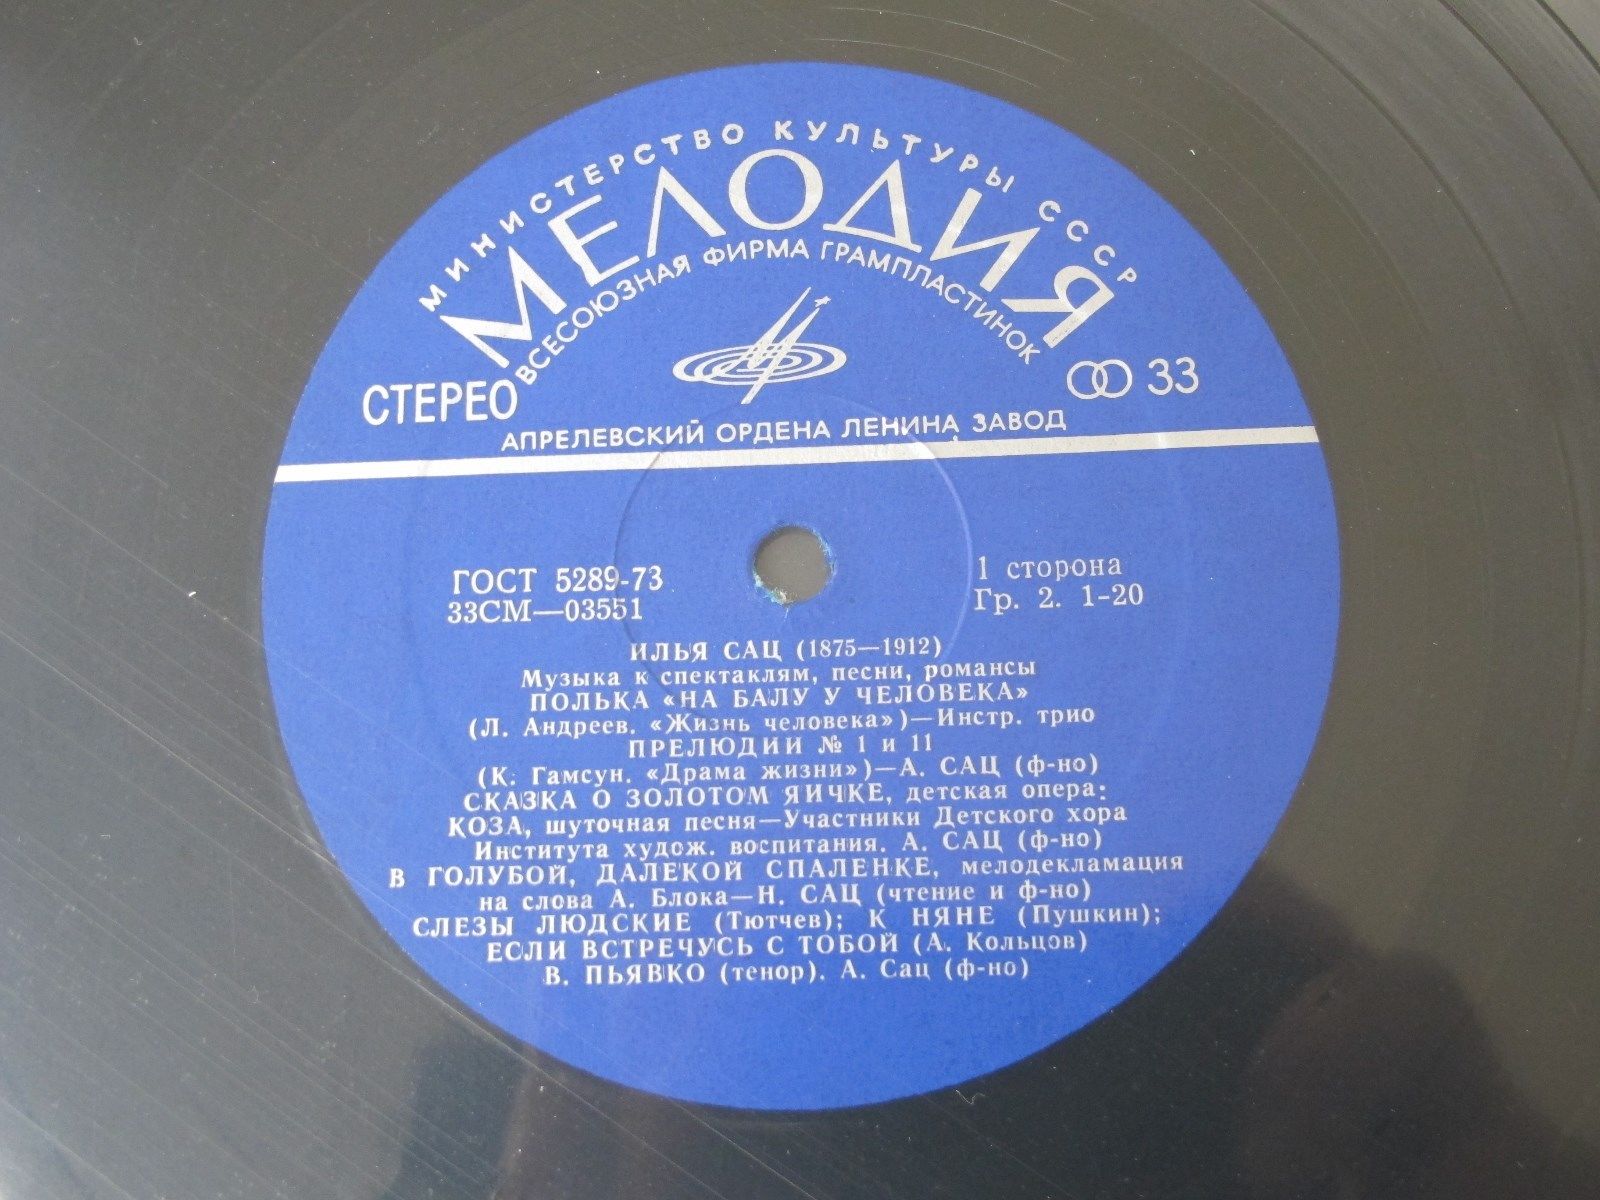 МИНИСТЕРСТВО КУЛЬТУРЫ СССР
МЕЛОДИЯ
ВСЕСОЮЗНАЯ ФИРМА ГРАМПЛАСТИНОК
СТЕРЕО
33
АПРЕЛЕВСКИЙ ОРДЕНА ЛЕНИНА ЗАВОД
ГОСТ 5289-73
33СМ—03551
1 сторона
Гр. 2. 1-20
ИЛЬЯ САЦ (1875—1912)
Музыка к спектаклям, песни, романсы
ПОЛЬКА «НА БАЛУ У ЧЕЛОВЕКА»
(Л. Андреев. «Жизнь человека»)—Инстр. трио
ПРЕЛЮДИИ № 1 и 11
(К. Гамсун. «Драма жизни»)—А. САЦ (ф-но)
СКАЗКА О ЗОЛОТОМ ЯИЧКЕ, детская опера:
КОЗА, шуточная песня—Участники Детского хора
Института худож. воспитания. А. САЦ (ф-но)
В ГОЛУБОЙ, ДАЛЕКОЙ СПАЛЕНКЕ, мелодекламация
на слова А. Блока—Н. САЦ (чтение и ф-но)
СЛЕЗЫ ЛЮДСКИЕ (Тютчев); К НЯНЕ (Пушкин);
ЕСЛИ ВСТРЕЧУСЬ С ТОБОЙ (А. Кольцов)
В. ПЬЯВКО (тенор). А. Сац (ф-но)